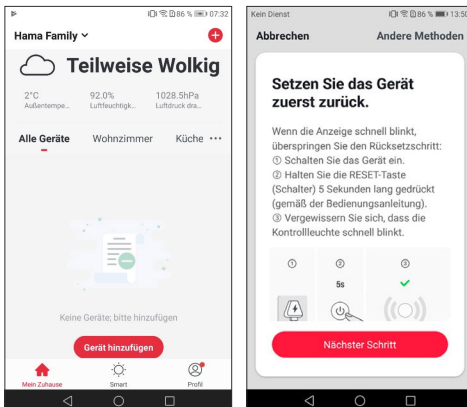 86 % 07:32
Hama Family
Teilweise Wolkig
2°C 92.0% 1028.5hPa
Außentempe... Luftfeuchtigk... Luftdruck dra...
Alle Geräte Wohnzimmer Küche ...
Keine Geräte; bitte hinzufügen
Gerät hinzufügen
Mein Zuhause Smart Profil
Kein Dienst 86 % 13:50
Abbrechen Andere Methoden
Setzen Sie das Gerät
zuerst zurück.
Wenn die Anzeige schnell blinkt,
überspringen Sie den Rücksetzschritt:
① Schalten Sie das Gerät ein.
② Halten Sie die RESET-Taste
(Schalter) 5 Sekunden lang gedrückt
(gemäß der Bedienungsanleitung).
③ Vergewissern Sie sich, dass die
Kontrollleuchte schnell blinkt.
① ② ③
5s
Nächster Schritt